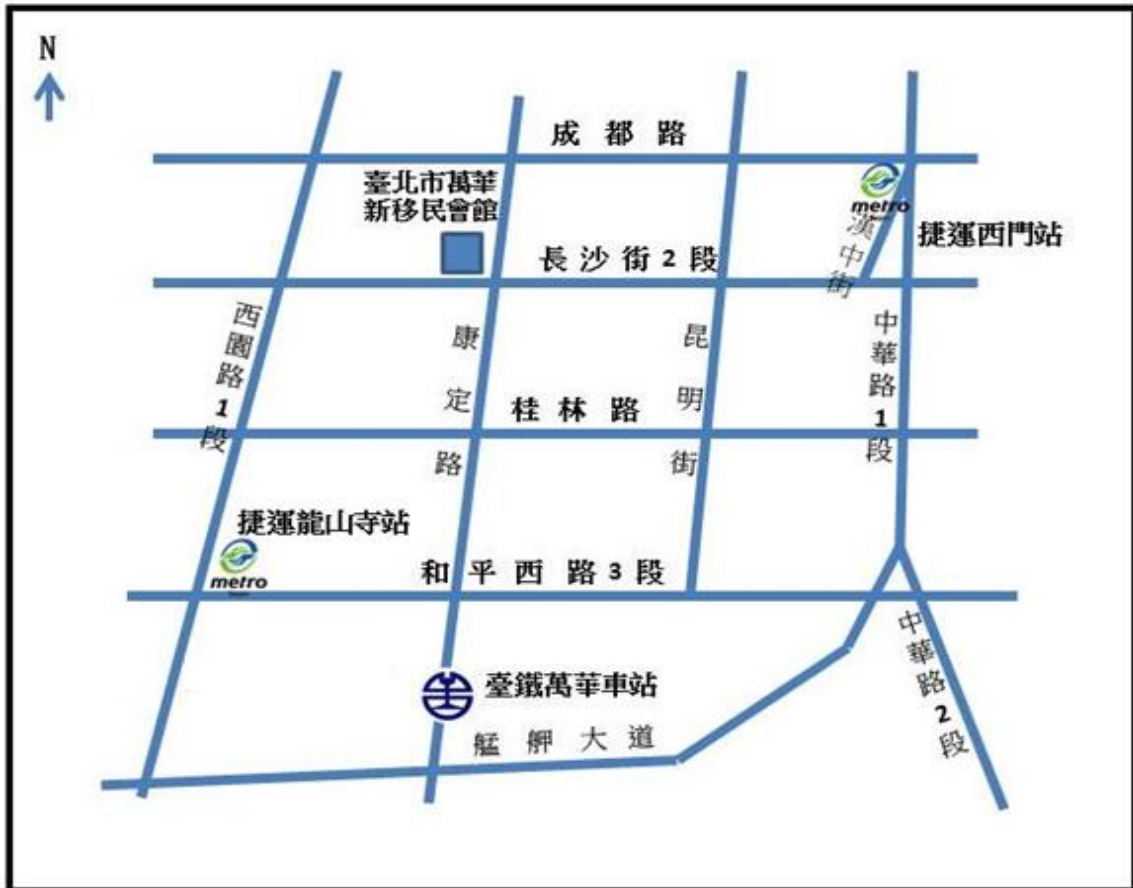 N
成都路
臺北市萬華
新移民會館
metro
捷運西門站
漢中街
長沙街2段
西園路1段
康定路
昆明街
中華路1段
桂林路
捷運龍山寺站
metro
和平西路3段
臺鐵萬華車站
中華路2段
艋舺大道